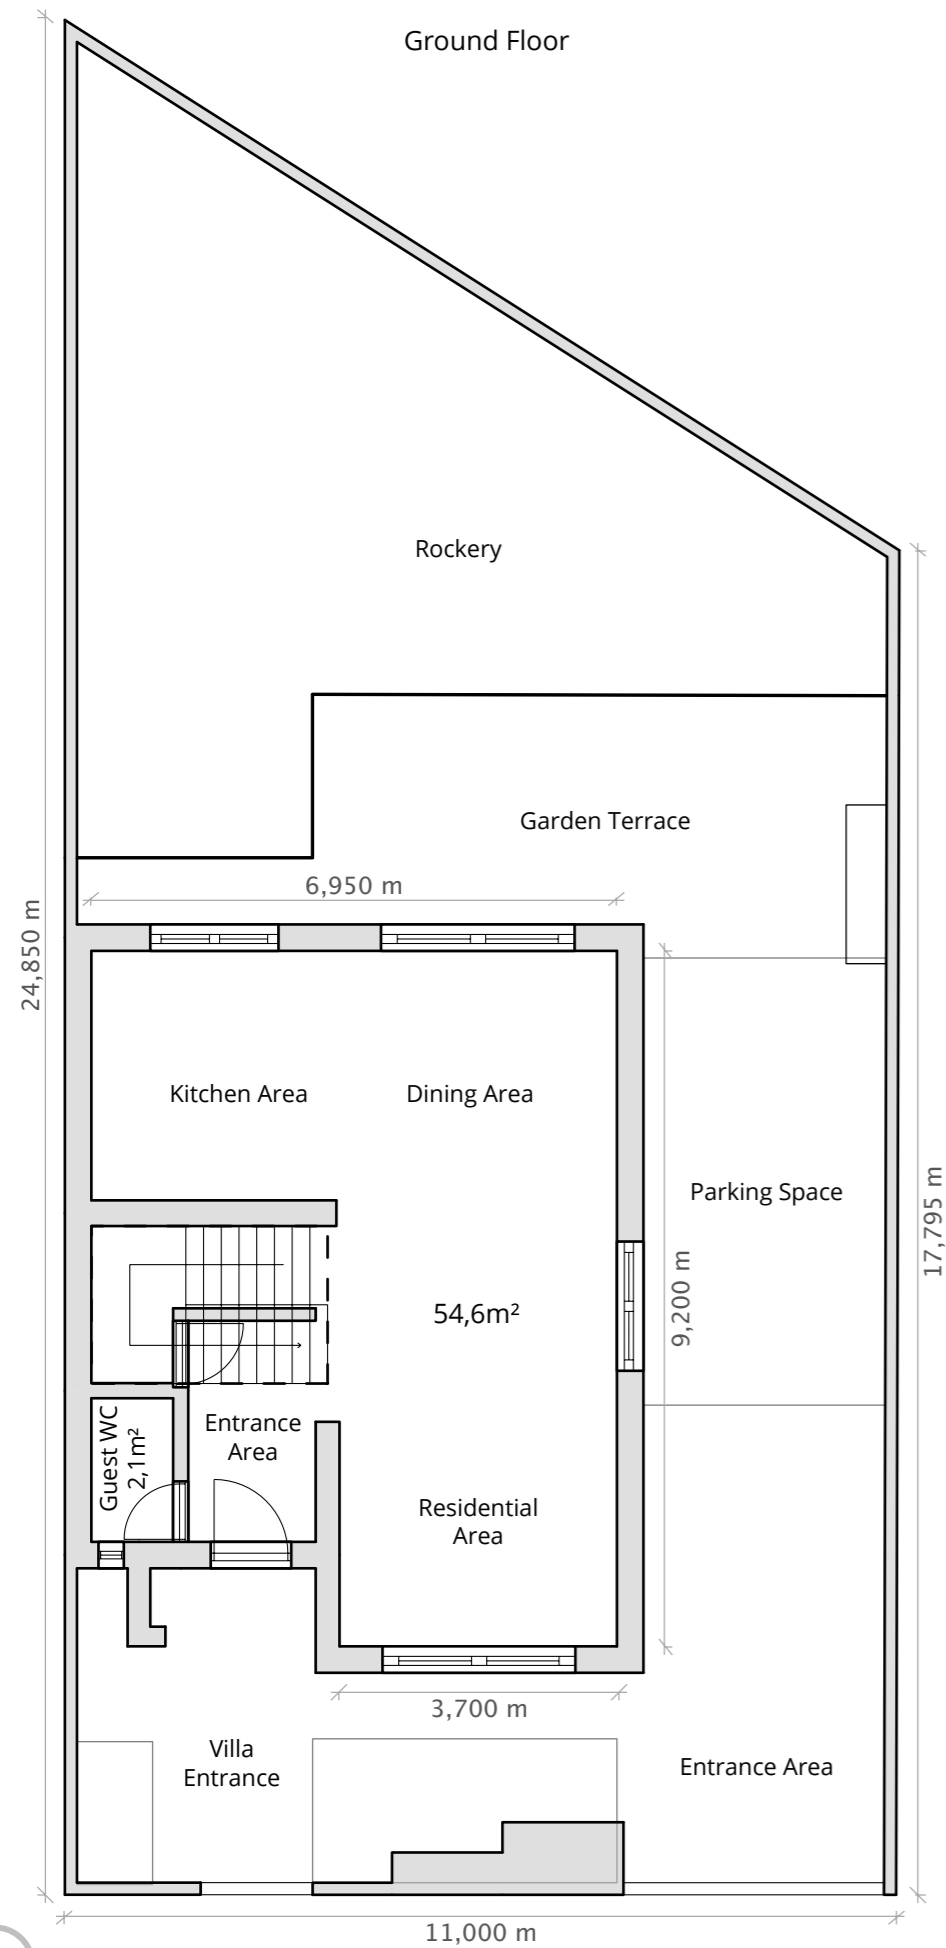 Ground Floor
Rockery
Garden Terrace
6,950 m
24,850 m
Kitchen Area
Dining Area
Parking Space
17,795 m
9,200 m
54,6m²
Entrance
Area
Guest WC
2,1m²
Residential
Area
3,700 m
Villa
Entrance
Entrance Area
11,000 m